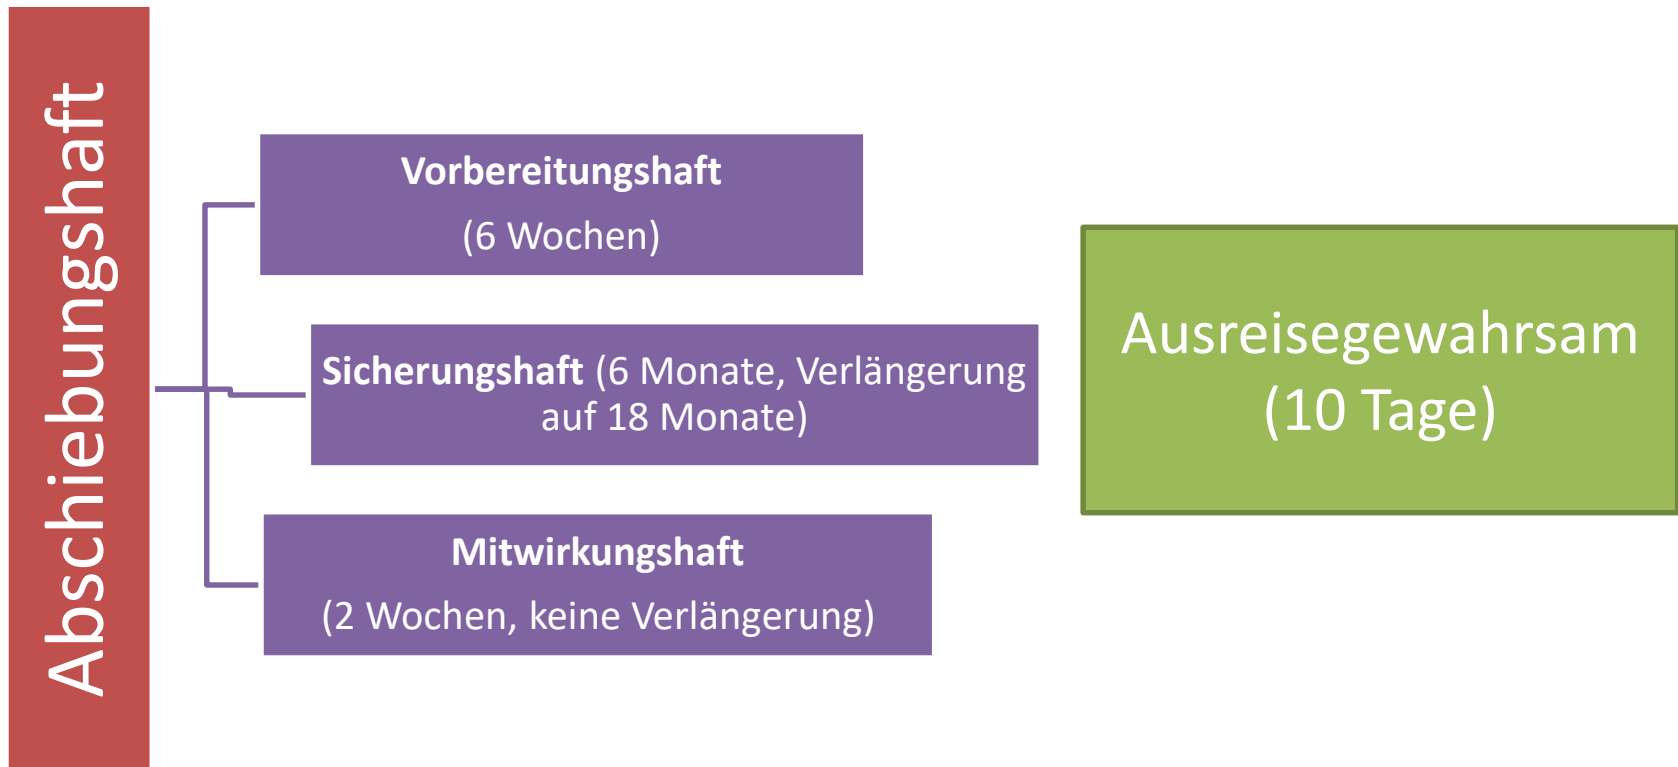 Abschiebungshaft
Vorbereitungshaft
(6 Wochen)
Sicherungshaft (6 Monate, Verlängerung
auf 18 Monate)
Mitwirkungshaft
(2 Wochen, keine Verlängerung)
Ausreisegewahrsam
(10 Tage)